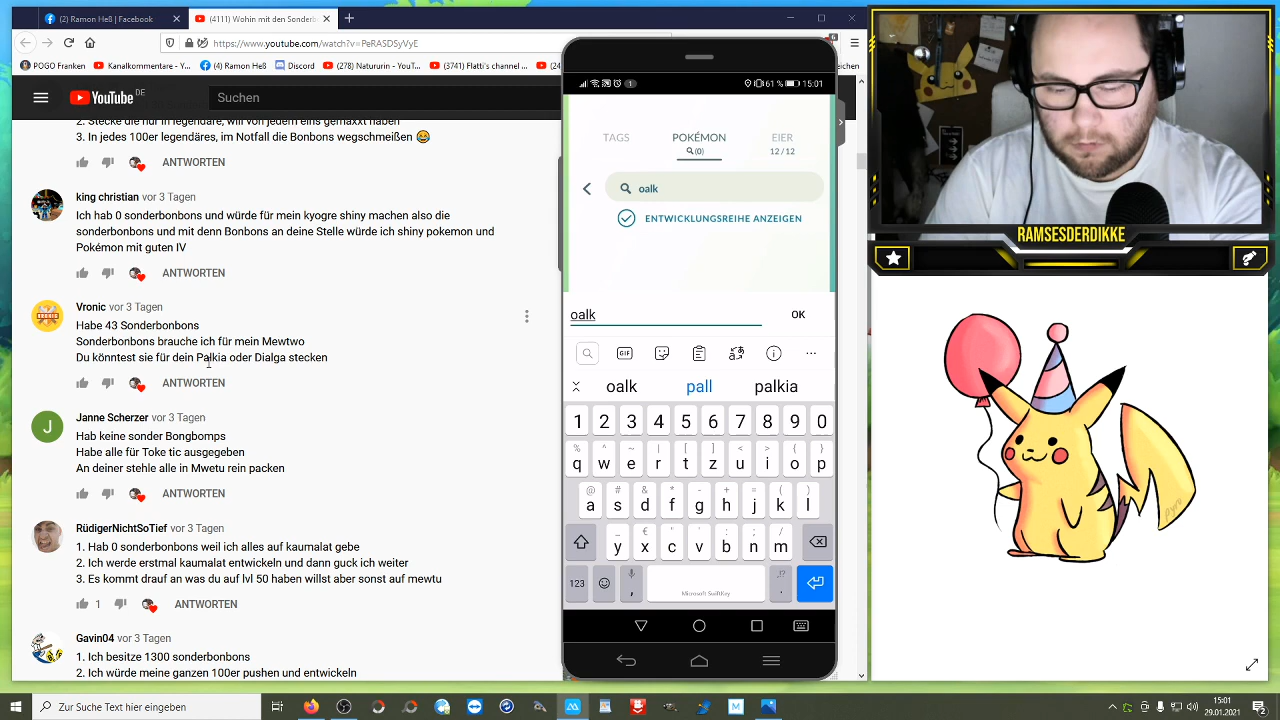 (2) Ramon Heß | Facebook
(4111) Wohin mit den Sonderb
https://www.youtube.com/watch?v=PeRASDSyVyE
POGO Franken
Kanalkommentare - Y...
(4) Ramon Heß
Discord
(278) Natururin - YouT...
(3741) Flatti's channel ...
(24
YouTube DE
Suchen
3. In jedes 100er legendäres, im Notfall die Bonbons wegschmeißen 😄
ANTWORTEN
king christian vor 3 Tagen
Ich hab 0 sonderbonbons und würde für mein kyogre shiny machen also die
sonderbonbons und mit denn Bonbons an deine Stelle würde ich shiny pokemon und
Pokémon mit guten IV
ANTWORTEN
Vronic vor 3 Tagen
Habe 43 Sonderbonbons
Sonderbonbons brauche ich für mein Mewtwo
Du könntest sie für dein Palkia oder Dialga stecken
ANTWORTEN
J
Janne Scherzer vor 3 Tagen
Hab keine sonder Bongbomps
Habe alle für Toke tic ausgegeben
An deiner stehle alle in Mwetu rein packen
ANTWORTEN
RüdigerNichtSoTief vor 3 Tagen
1. Hab 0 sonderbonbons weil ich alles auf kaumalat gebe
2. Ich werde erstmal kaumalat entwickeln und dann guck ich weiter
3. Es kommt drauf an was du auf lvl 50 haben willst aber sonst auf mewtu
1 ANTWORTEN
Gavin04 vor 3 Tagen
1. Ich besitze 1300 sonderbonbons
2. Ich würde meine ganzen 100er pushen und entwickeln
1 61 % 15:01
TAGS POKÉMON EIER
(0) 12 / 12
oalk
ENTWICKLUNGSREIHE ANZEIGEN
oalk OK
GIF
oalk pall palkia
1 2 3 4 5 6 7 8 9 0
% ^ ~ | [ ] < > { }
q w e r t z u i o p
@ # & * - + = ( )
a s d f g h j k l
_ " ' : ; /
y x c v b n m
123 , Microsoft SwiftKey ,!? .
RAMSESDERDIKKE
pyro
Zur Suche Text hier eingeben
15:01
29.01.2021
2